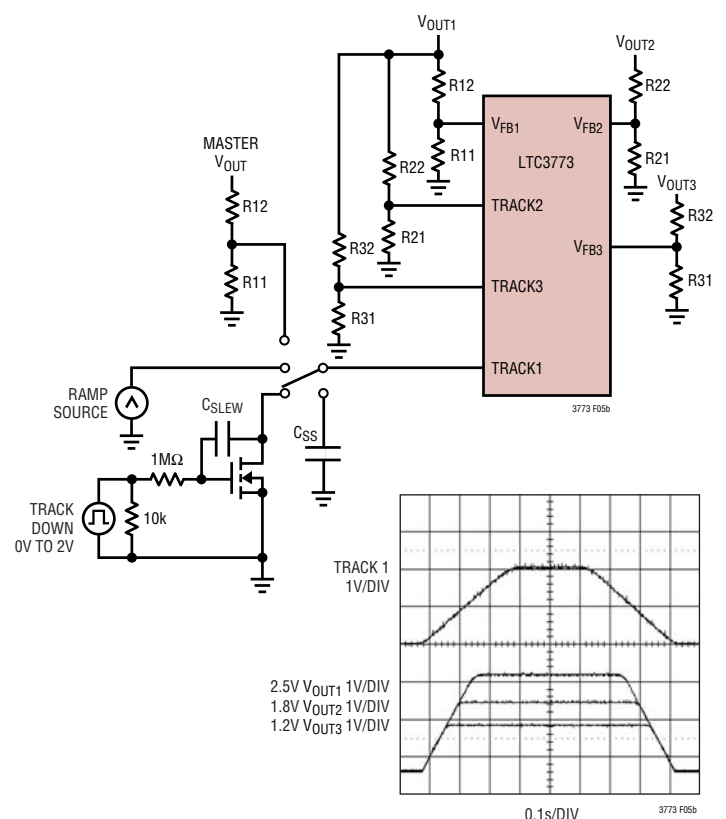 VOUT1
R12
VFB1
R11
R22
TRACK2
R21
R32
TRACK3
R31
TRACK1
LTC3773
VFB2
VFB3
VOUT2
R22
R21
VOUT3
R32
R31
3773 F05b
MASTER
VOUT
R12
R11
RAMP
SOURCE
CSLEW
CSS
1MΩ
10k
TRACK
DOWN
0V TO 2V
TRACK 1
1V/DIV
2.5V VOUT1 1V/DIV
1.8V VOUT2 1V/DIV
1.2V VOUT3 1V/DIV
0.1s/DIV
3773 F05b